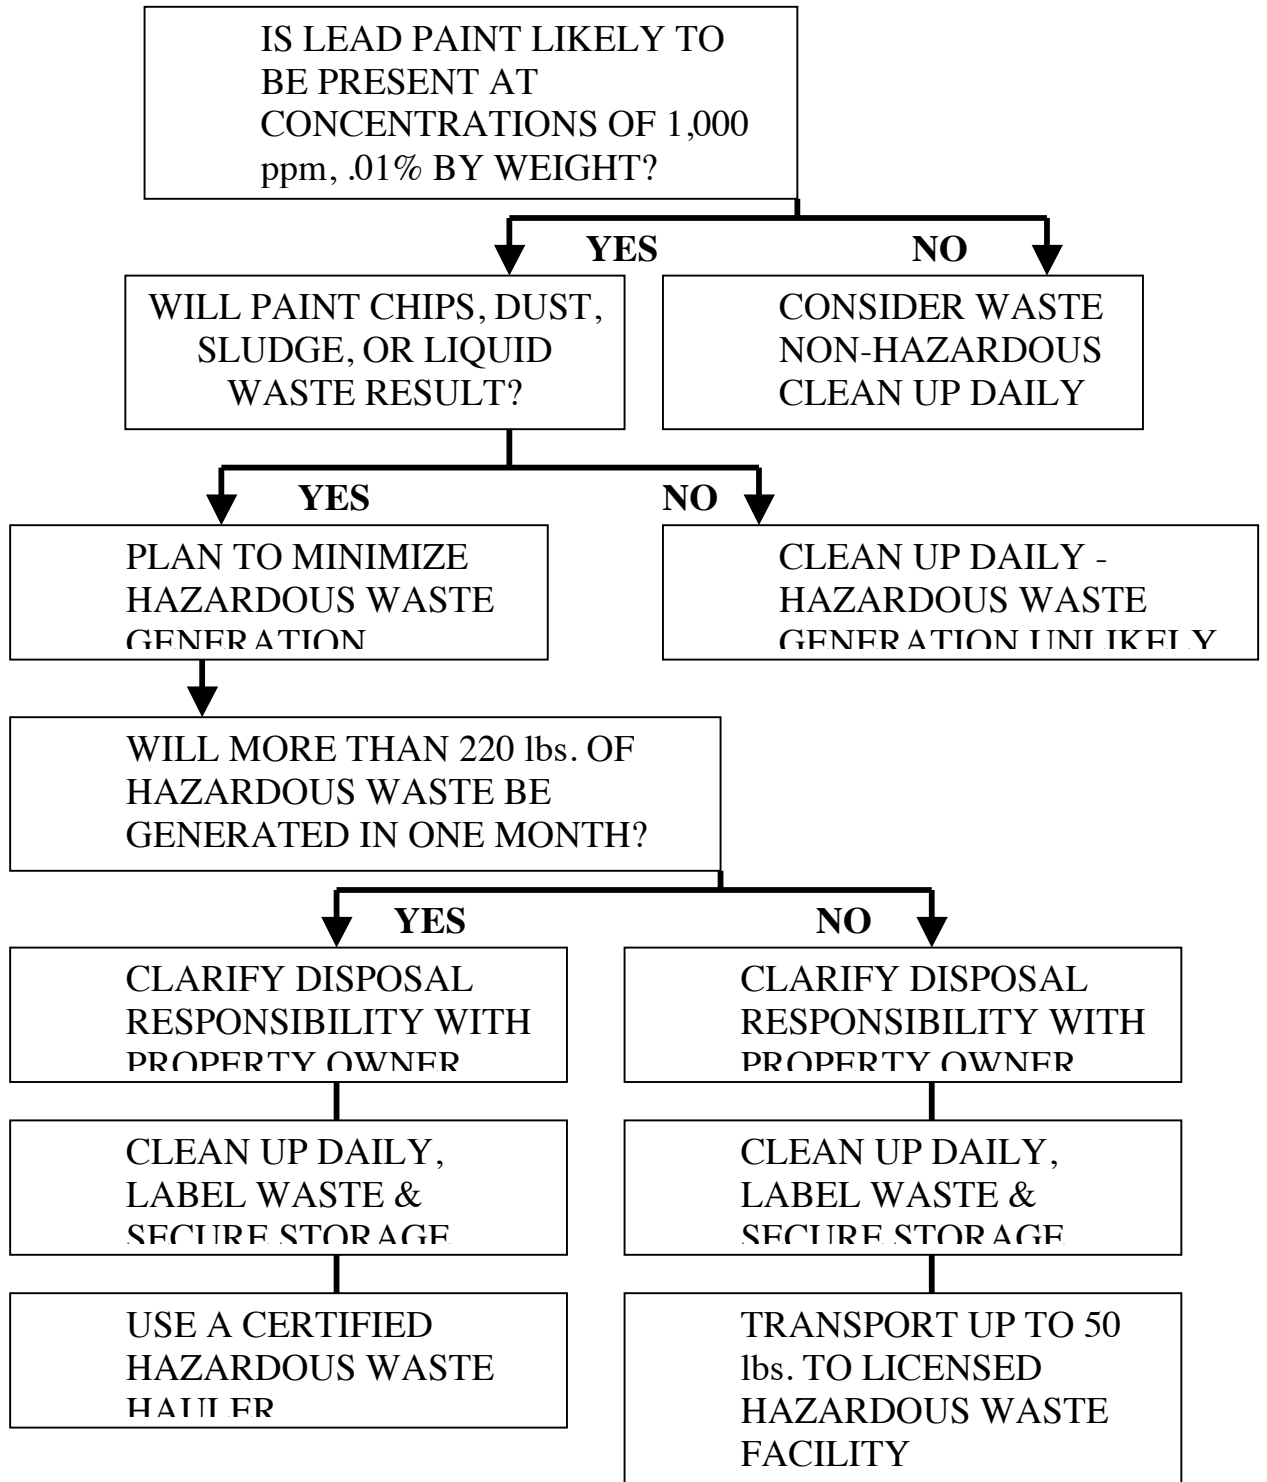 IS LEAD PAINT LIKELY TO
BE PRESENT AT
CONCENTRATIONS OF 1,000
ppm, .01% BY WEIGHT?
YES
NO
WILL PAINT CHIPS, DUST,
SLUDGE, OR LIQUID
WASTE RESULT?
CONSIDER WASTE
NON-HAZARDOUS
CLEAN UP DAILY
YES
NO
PLAN TO MINIMIZE
HAZARDOUS WASTE
GENERATION
CLEAN UP DAILY -
HAZARDOUS WASTE
GENERATION UNLIKELY
WILL MORE THAN 220 lbs. OF
HAZARDOUS WASTE BE
GENERATED IN ONE MONTH?
YES
NO
CLARIFY DISPOSAL
RESPONSIBILITY WITH
PROPERTY OWNER
CLARIFY DISPOSAL
RESPONSIBILITY WITH
PROPERTY OWNER
CLEAN UP DAILY,
LABEL WASTE &
SECURE STORAGE
CLEAN UP DAILY,
LABEL WASTE &
SECURE STORAGE
USE A CERTIFIED
HAZARDOUS WASTE
HAULER
TRANSPORT UP TO 50
lbs. TO LICENSED
HAZARDOUS WASTE
FACILITY